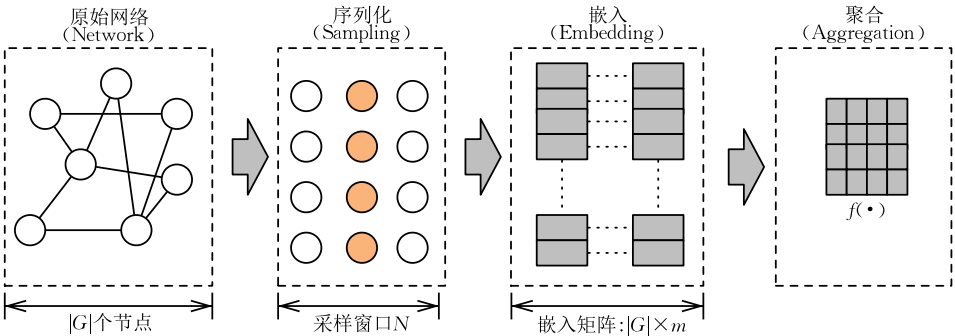 原始网络
（Network）
序列化
（Sampling）
嵌入
（Embedding）
聚合
（Aggregation）
f(•)
|G|个节点
采样窗口N
嵌入矩阵:|G|×m